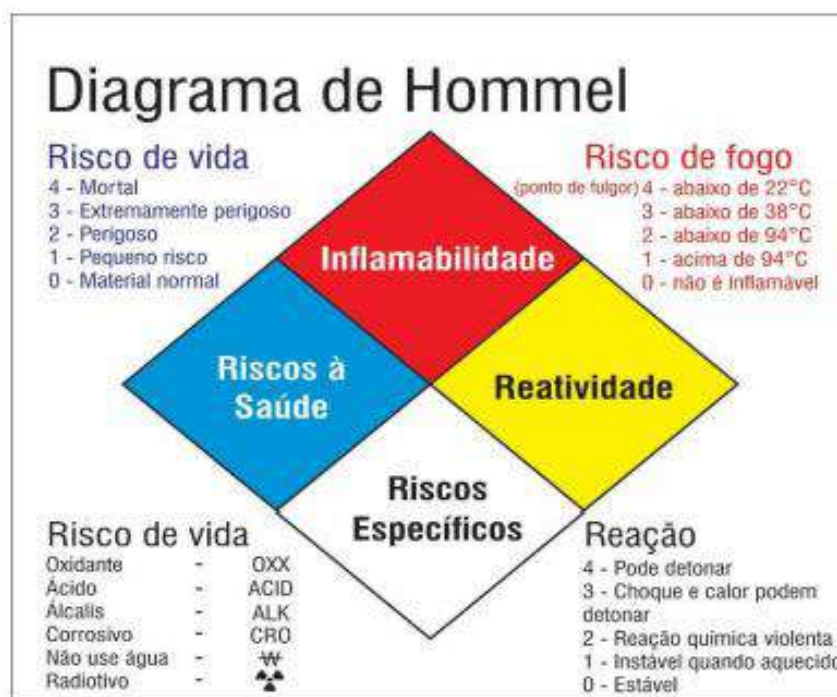 Diagrama de Hommel
Risco de vida
4 - Mortal
3 - Extremamente perigoso
2 - Perigoso
1 - Pequeno risco
0 - Material normal
Risco de fogo
(ponto de fulgor) 4 - abaixo de 22°C
3 - abaixo de 38°C
2 - abaixo de 94°C
1 - acima de 94°C
0 - não é Inflamável
Inflamabilidade
Riscos à
Saúde
Reatividade
Riscos
Específicos
Risco de vida
Oxidante - OXX
Ácido - ACID
Álcalis - ALK
Corrosivo - CRO
Não use água - W
Radiotivo -
Reação
4 - Pode detonar
3 - Choque e calor podem
detonar
2 - Reação química violenta
1 - Instável quando aquecido
0 - Estável